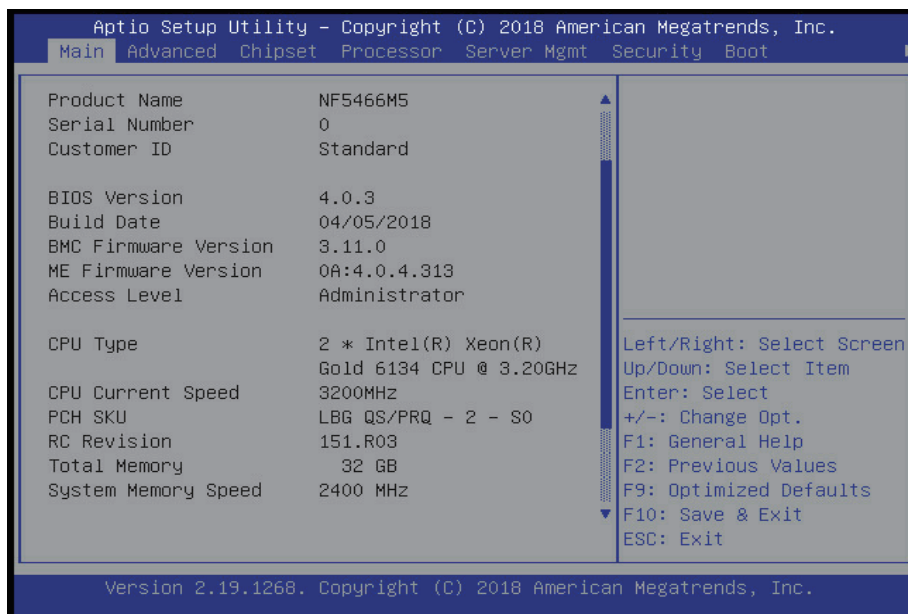 Aptio Setup Utility – Copyright (C) 2018 American Megatrends, Inc.
Main Advanced Chipset Processor Server Mgmt Security Boot
Product Name NF5466M5
Serial Number 0
Customer ID Standard
BIOS Version 4.0.3
Build Date 04/05/2018
BMC Firmware Version 3.11.0
ME Firmware Version 0A:4.0.4.313
Access Level Administrator
CPU Type 2 * Intel(R) Xeon(R)
Gold 6134 CPU @ 3.20GHz
CPU Current Speed 3200MHz
PCH SKU LBG QS/PRQ - 2 - S0
RC Revision 151.R03
Total Memory 32 GB
System Memory Speed 2400 MHz
Left/Right: Select Screen
Up/Down: Select Item
Enter: Select
+/-: Change Opt.
F1: General Help
F2: Previous Values
F9: Optimized Defaults
F10: Save & Exit
ESC: Exit
Version 2.19.1268. Copyright (C) 2018 American Megatrends, Inc.